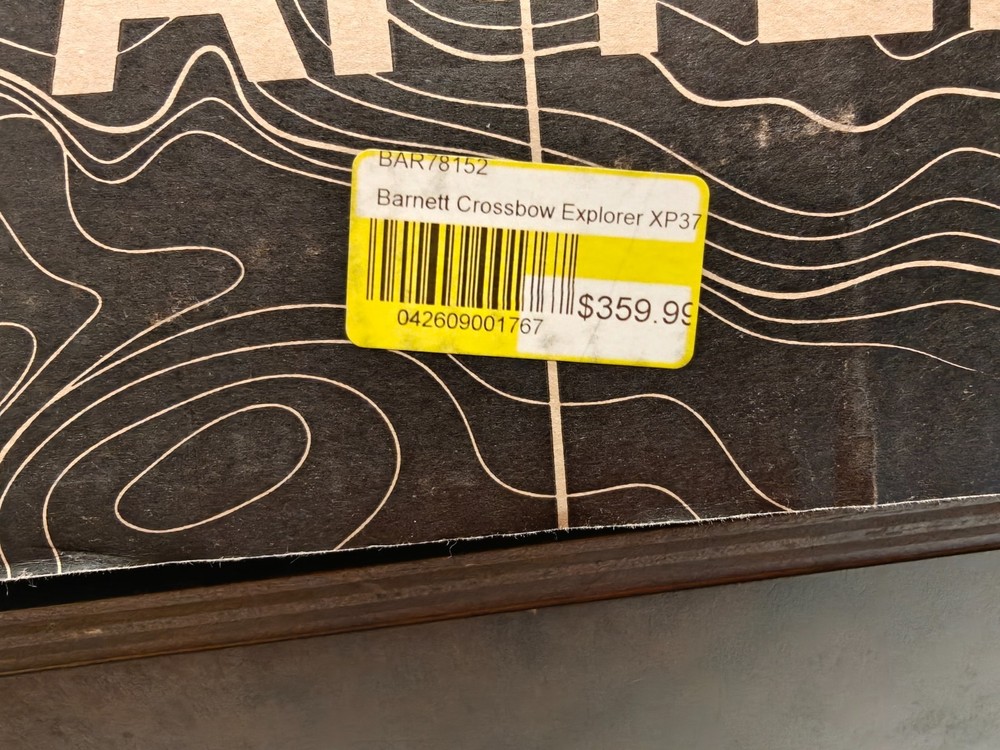 BAR78152
Barnett Crossbow Explorer XP37
$359.99
042609001767